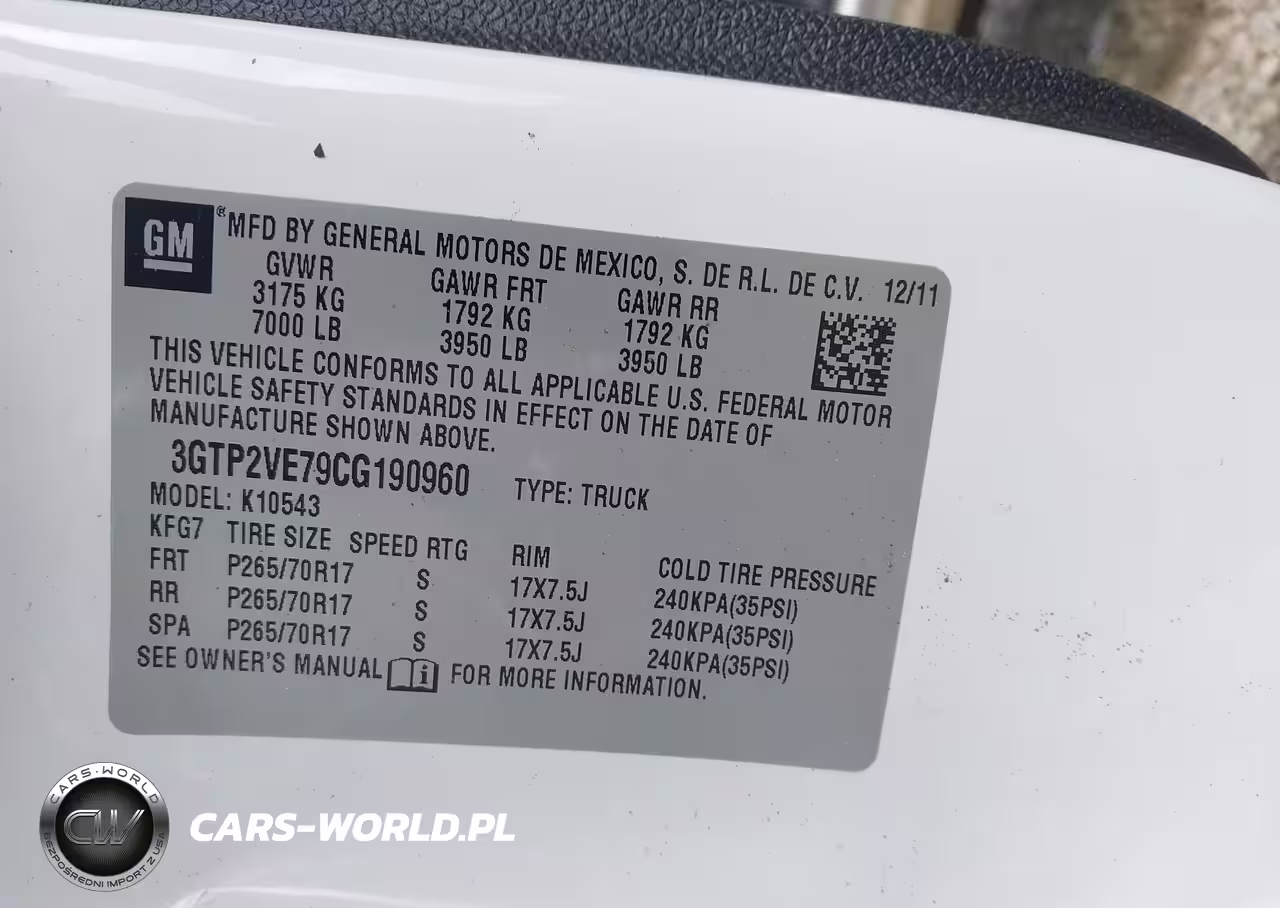 GM ® MFD BY GENERAL MOTORS DE MEXICO, S. DE R.L. DE C.V. 12/11
GVWR GAWR FRT GAWR RR
3175 KG 1792 KG 1792 KG
7000 LB 3950 LB 3950 LB
THIS VEHICLE CONFORMS TO ALL APPLICABLE U.S. FEDERAL MOTOR
VEHICLE SAFETY STANDARDS IN EFFECT ON THE DATE OF
MANUFACTURE SHOWN ABOVE.
3GTP2VE79CG190960 TYPE: TRUCK
MODEL: K10543
KFG7 TIRE SIZE SPEED RTG RIM COLD TIRE PRESSURE
FRT P265/70R17 S 17X7.5J 240KPA(35PSI)
RR P265/70R17 S 17X7.5J 240KPA(35PSI)
SPA P265/70R17 S 17X7.5J 240KPA(35PSI)
SEE OWNER'S MANUAL i FOR MORE INFORMATION.
CARS-WORLD
CW
BEZPOŚREDNI IMPORT Z USA
CARS-WORLD.PL